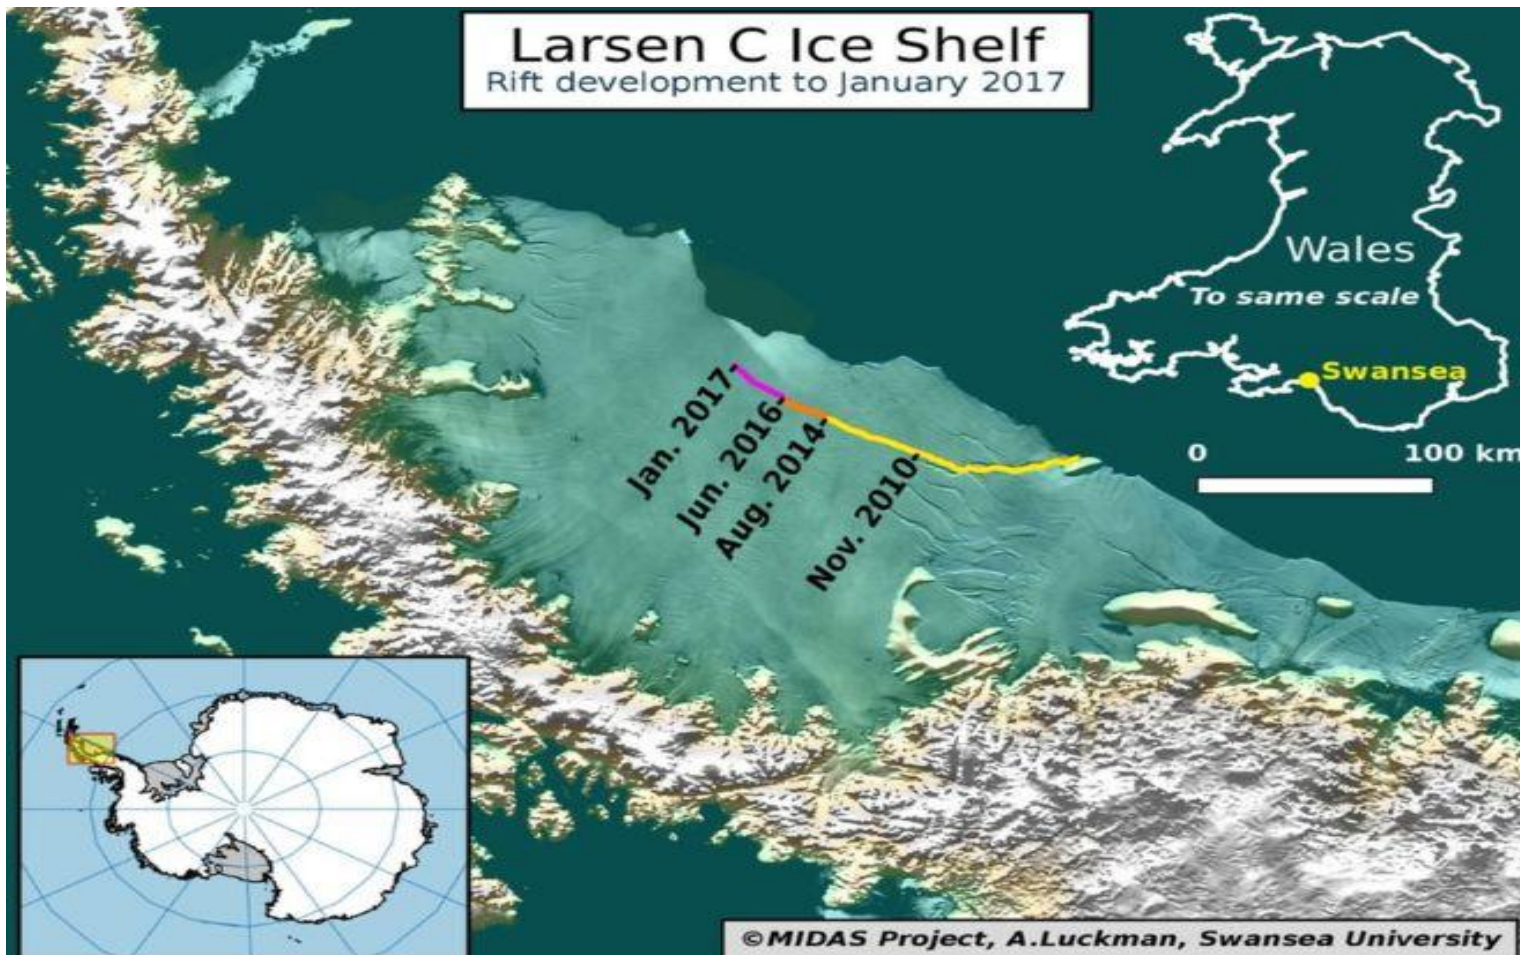 Larsen C Ice Shelf
Rift development to January 2017
Wales
To same scale
Swansea
0 100 km
Jan. 2017-
Jun. 2016-
Aug. 2014-
Nov. 2010-
©MIDAS Project, A.Luckman, Swansea University